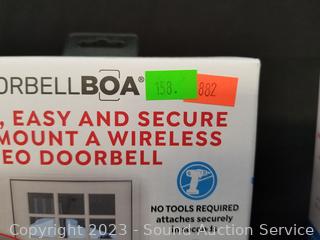 ORBELLBOA®
158.
882
, EASY AND SECURE
MOUNT A WIRELESS
EO DOORBELL
NO TOOLS REQUIRED
attaches securely
Copyright 2023 - Sound Auction Service